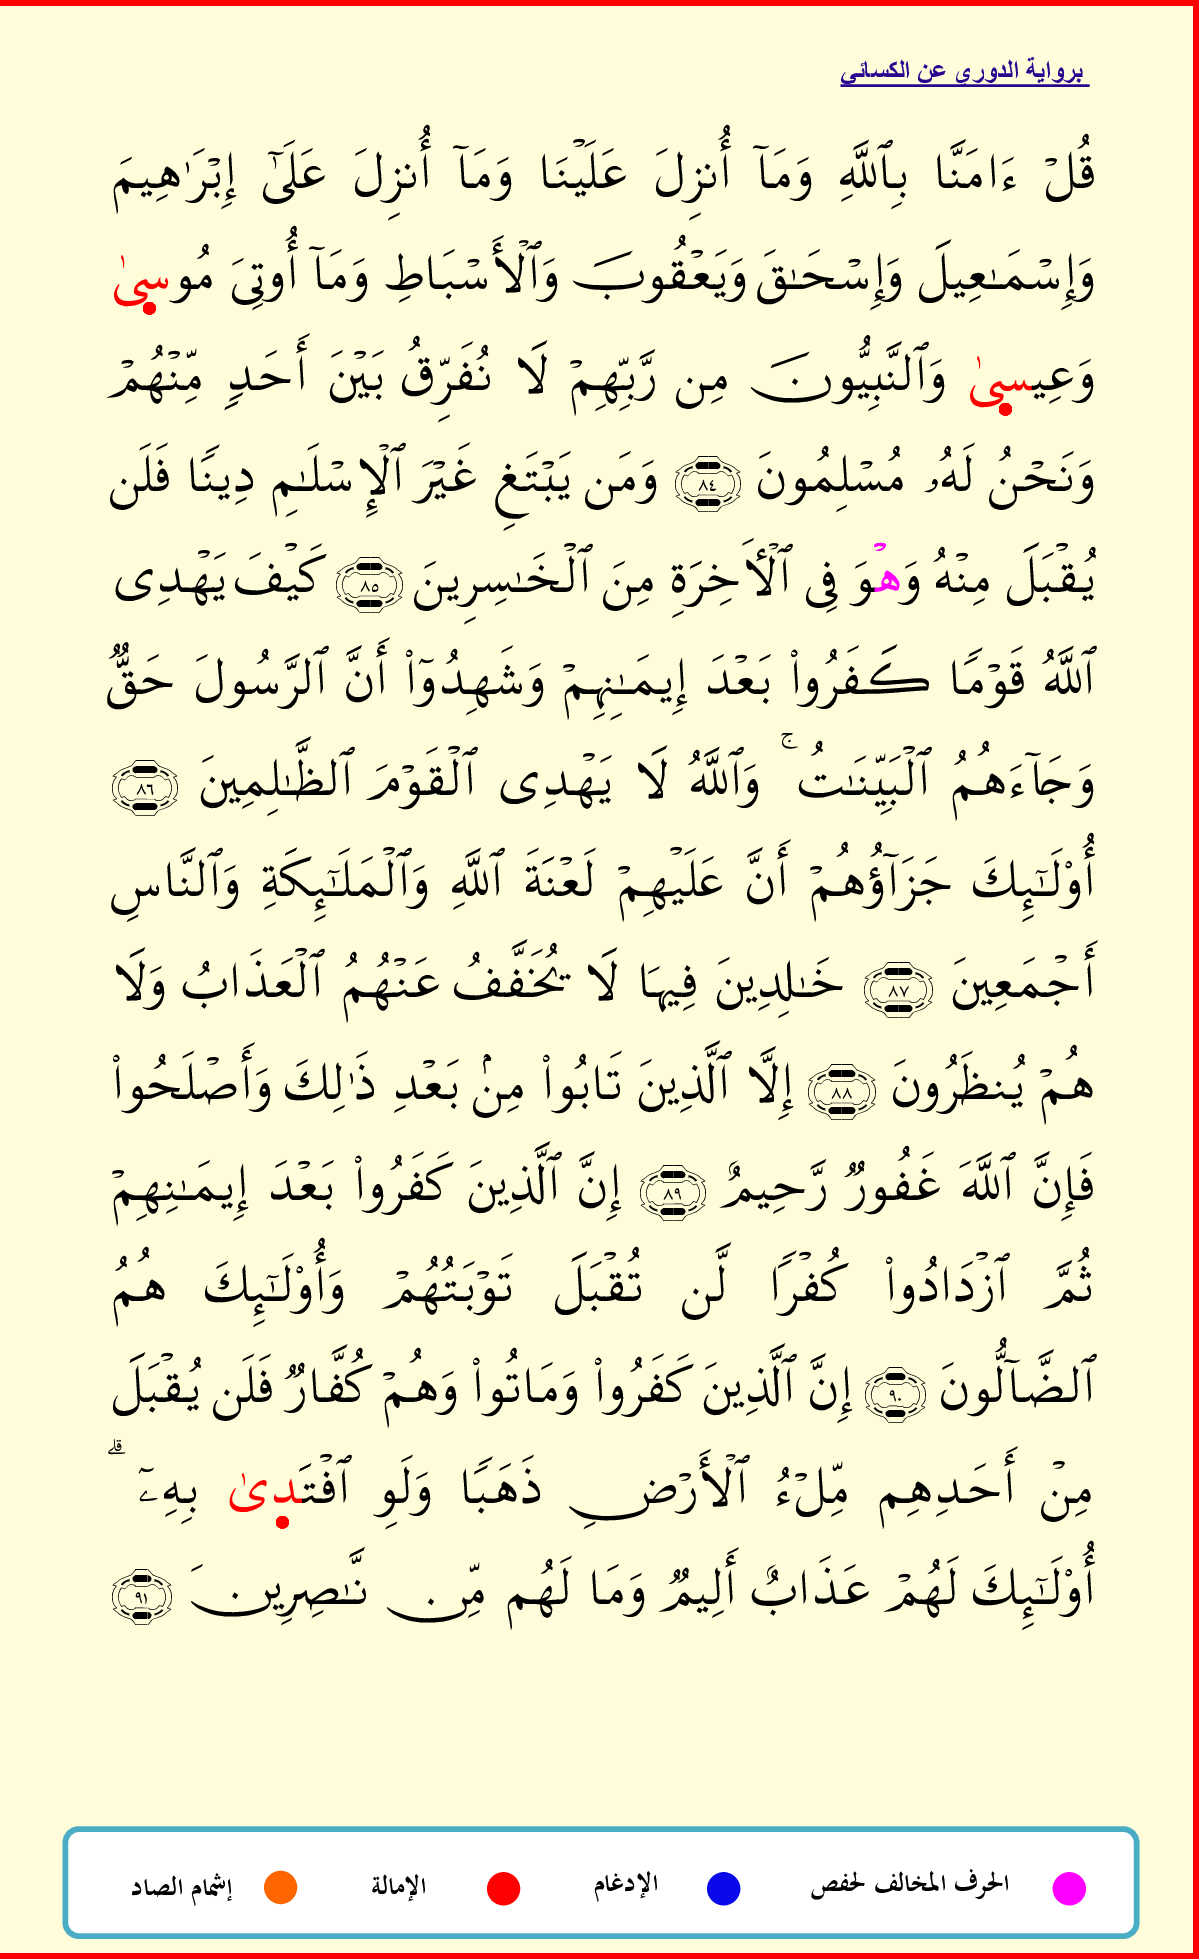 برواية الدوري عن الكسائي
قُلۡ ءَامَنَّا بِٱللَّهِ وَمَآ أُنزِلَ عَلَيۡنَا وَمَآ أُنزِلَ عَلَىٰٓ إِبۡرَٰهِيمَ
وَإِسۡمَـٰعِيلَ وَإِسۡحَـٰقَ وَيَعۡقُوبَ وَٱلۡأَسۡبَاطِ وَمَآ أُوتِىَ مُوسىٰ
وَعِيسىٰ وَٱلنَّبِيُّونَ مِن رَّبِّهِمۡ لَا نُفَرِّقُ بَيۡنَ أَحَدٍ مِّنۡهُمۡ
وَنَحۡنُ لَهُۥ مُسۡلِمُونَ ٨٤ وَمَن يَبۡتَغِ غَيۡرَ ٱلۡإِسۡلَـٰمِ دِينًا فَلَن
يُقۡبَلَ مِنۡهُ وَهۡوَ فِى ٱلۡأَخِرَةِ مِنَ ٱلۡخَـٰسِرِينَ ٨٥ كَيۡفَ يَهۡدِى
ٱللَّهُ قَوۡمًا كَفَرُواْ بَعۡدَ إِيمَـٰنِهِمۡ وَشَهِدُوٓاْ أَنَّ ٱلرَّسُولَ حَقٌّ
وَجَآءَهُمُ ٱلۡبَيِّنَـٰتُ ۚ وَٱللَّهُ لَا يَهۡدِى ٱلۡقَوۡمَ ٱلظَّـٰلِمِينَ ٨٦
أُوْلَـٰٓئِكَ جَزَآؤُهُمۡ أَنَّ عَلَيۡهِمۡ لَعۡنَةَ ٱللَّهِ وَٱلۡمَلَـٰٓئِكَةِ وَٱلنَّاسِ
أَجۡمَعِينَ ٨٧ خَـٰلِدِينَ فِيهَا لَا يُخَفَّفُ عَنۡهُمُ ٱلۡعَذَابُ وَلَا
هُمۡ يُنظَرُونَ ٨٨ إِلَّا ٱلَّذِينَ تَابُواْ مِنۢ بَعۡدِ ذَٰلِكَ وَأَصۡلَحُواْ
فَإِنَّ ٱللَّهَ غَفُورٌ رَّحِيمٌ ٨٩ إِنَّ ٱلَّذِينَ كَفَرُواْ بَعۡدَ إِيمَـٰنِهِمۡ
ثُمَّ ٱزۡدَادُواْ كُفۡرًا لَّن تُقۡبَلَ تَوۡبَتُهُمۡ وَأُوْلَـٰٓئِكَ هُمُ
ٱلضَّآلُّونَ ٩٠ إِنَّ ٱلَّذِينَ كَفَرُواْ وَمَاتُواْ وَهُمۡ كُفَّارٌ فَلَن يُقۡبَلَ
مِنۡ أَحَدِهِم مِّلۡءُ ٱلۡأَرۡضِ ذَهَبًا وَلَوِ ٱفۡتَدىٰ بِهِۦٓ ۗ
أُوْلَـٰٓئِكَ لَهُمۡ عَذَابٌ أَلِيمٌ وَمَا لَهُم مِّن نَّـٰصِرِينَ ٩١
الحرف المخالف لحفص الإدغام الإمالة إشمام الصاد